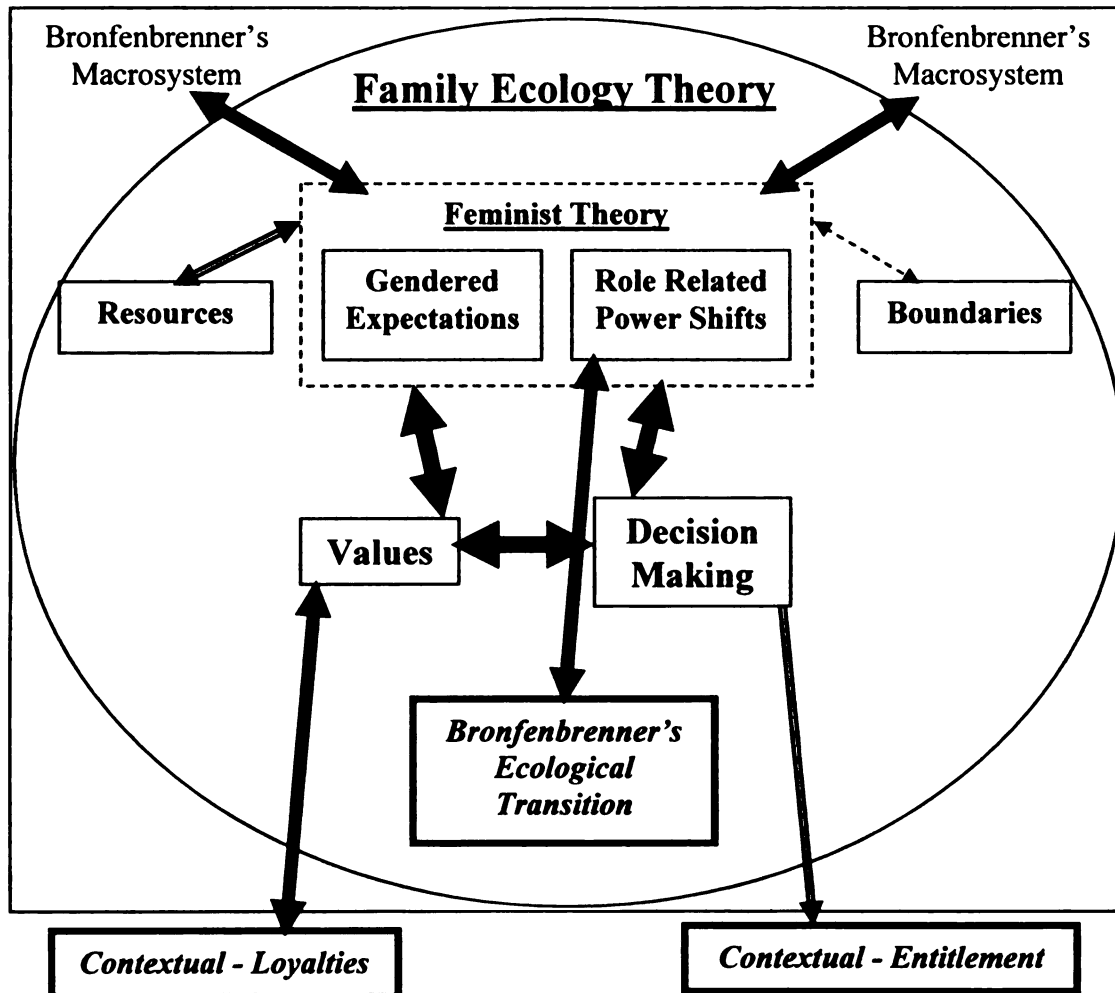 Bronfenbrenner's
Macrosystem
Bronfenbrenner's
Macrosystem
Family Ecology Theory
Feminist Theory
Gendered
Expectations
Role Related
Power Shifts
Resources
Boundaries
Values
Decision
Making
Bronfenbrenner's
Ecological
Transition
Contextual - Loyalties
Contextual - Entitlement